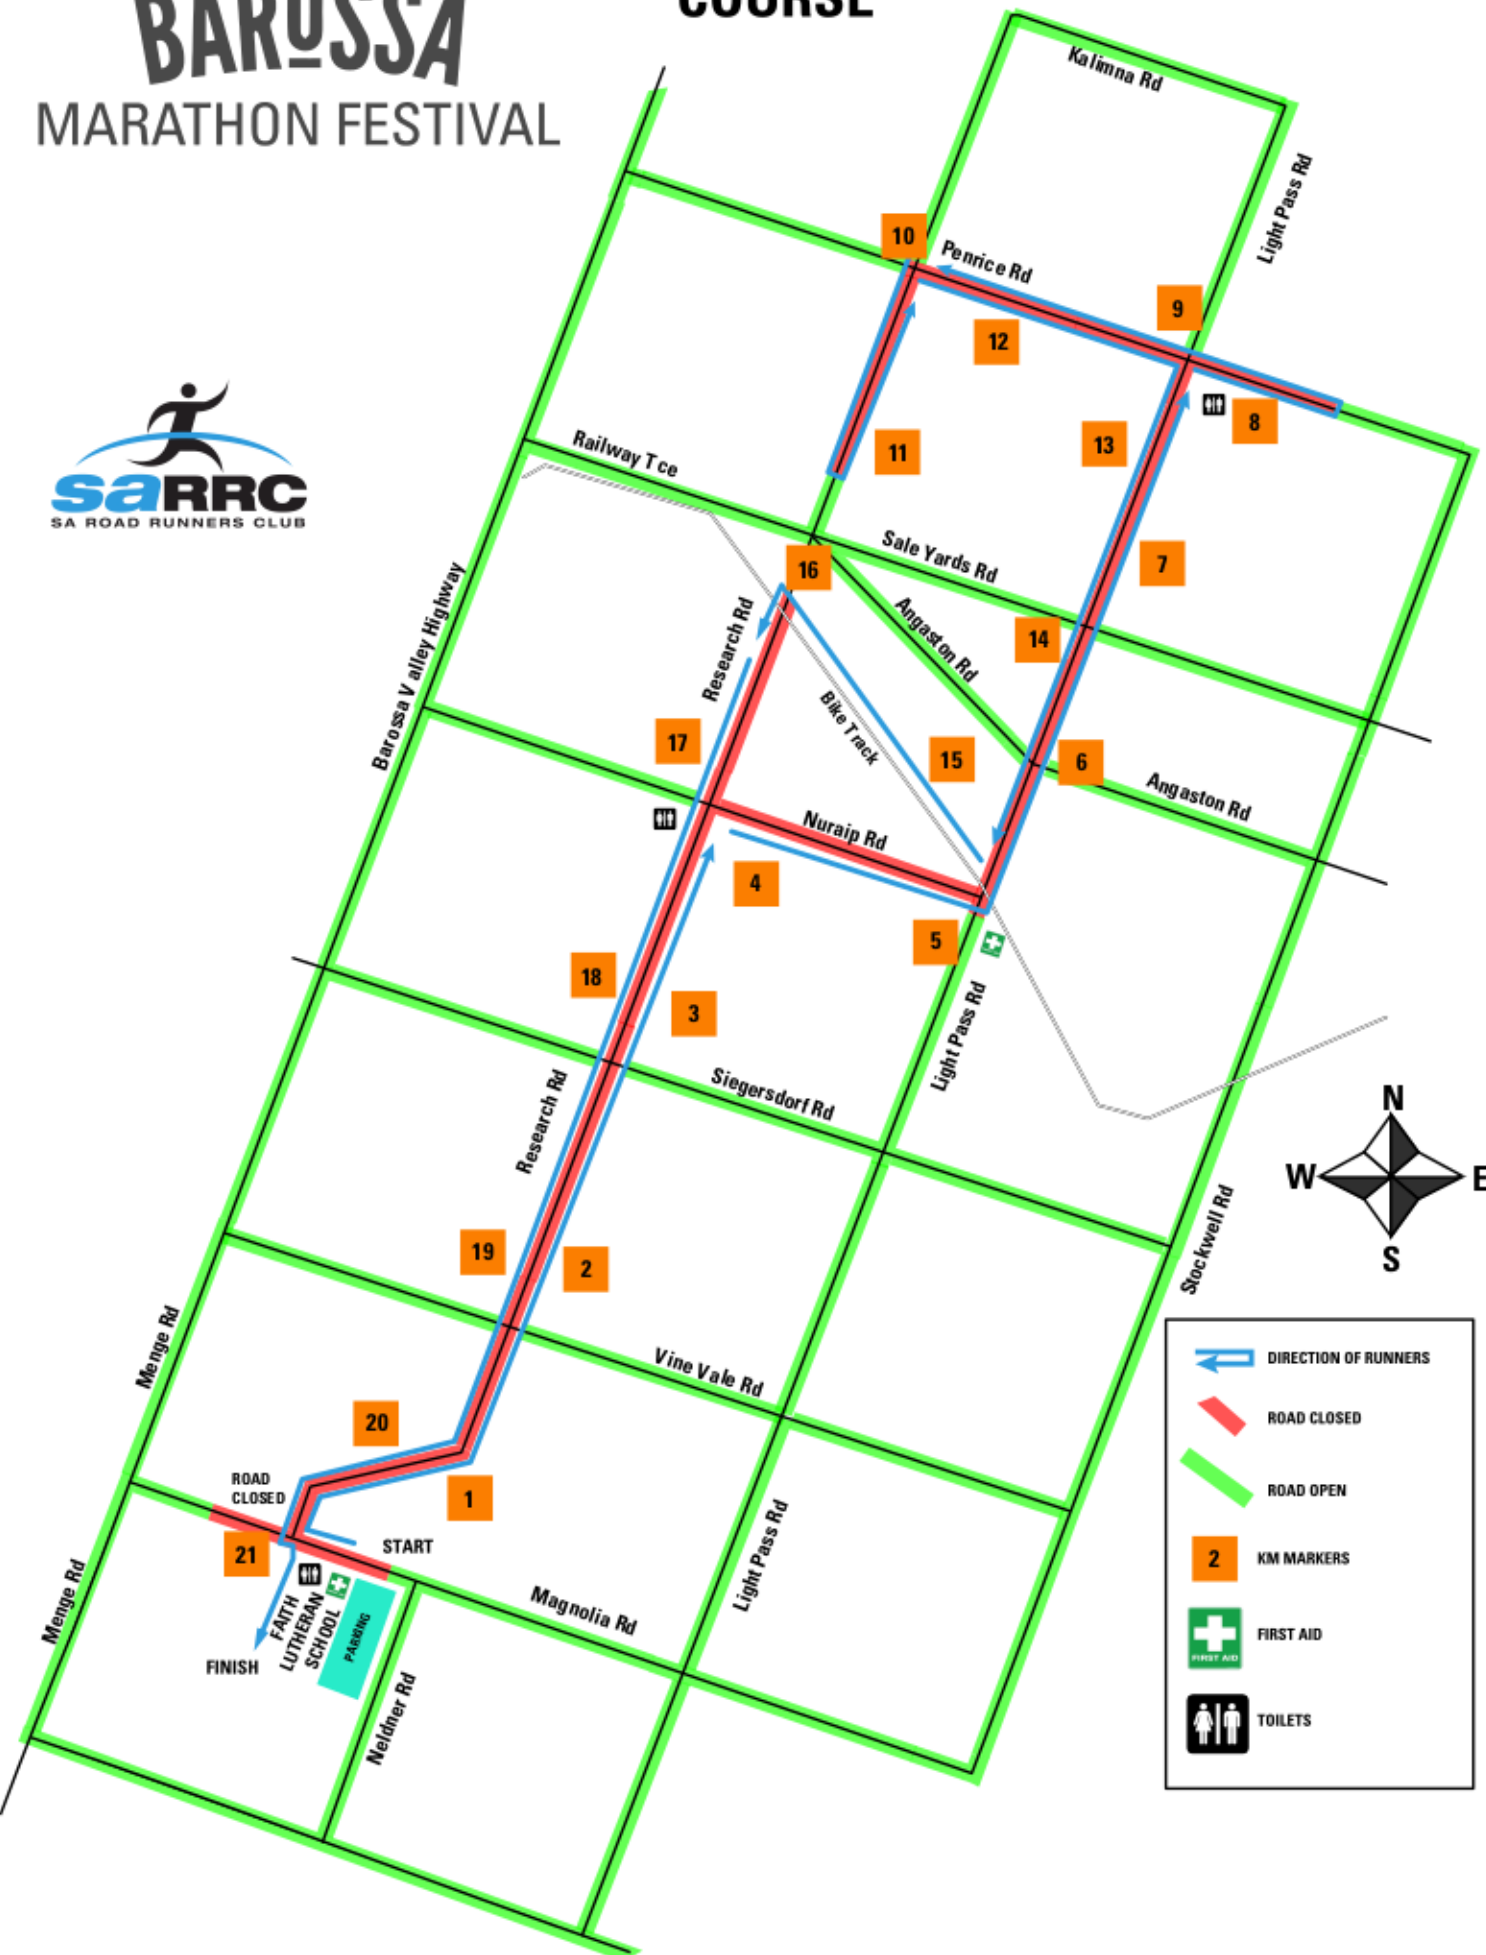 BAROSSA
COURSE
MARATHON FESTIVAL
Kalimna Rd
Light Pass Rd
10
Penrice Rd
9
12
8
13
11
Railway Tce
saRRC
SA ROAD RUNNERS CLUB
Sale Yards Rd
7
16
Research Rd
Angaston Rd
14
Barossa Valley Highway
Bike Track
17
15
6
Angaston Rd
Nuraip Rd
4
5
18
3
Light Pass Rd
Siegersdorf Rd
Research Rd
N
W
E
S
Stockwell Rd
19
2
Menge Rd
Vine Vale Rd
20
ROAD
CLOSED
1
START
21
Light Pass Rd
Magnolia Rd
Menge Rd
FAITH
LUTHERAN
SCHOOL
PARKING
FINISH
Neldner Rd
DIRECTION OF RUNNERS
ROAD CLOSED
ROAD OPEN
2
KM MARKERS
FIRST AID
FIRST AID
TOILETS